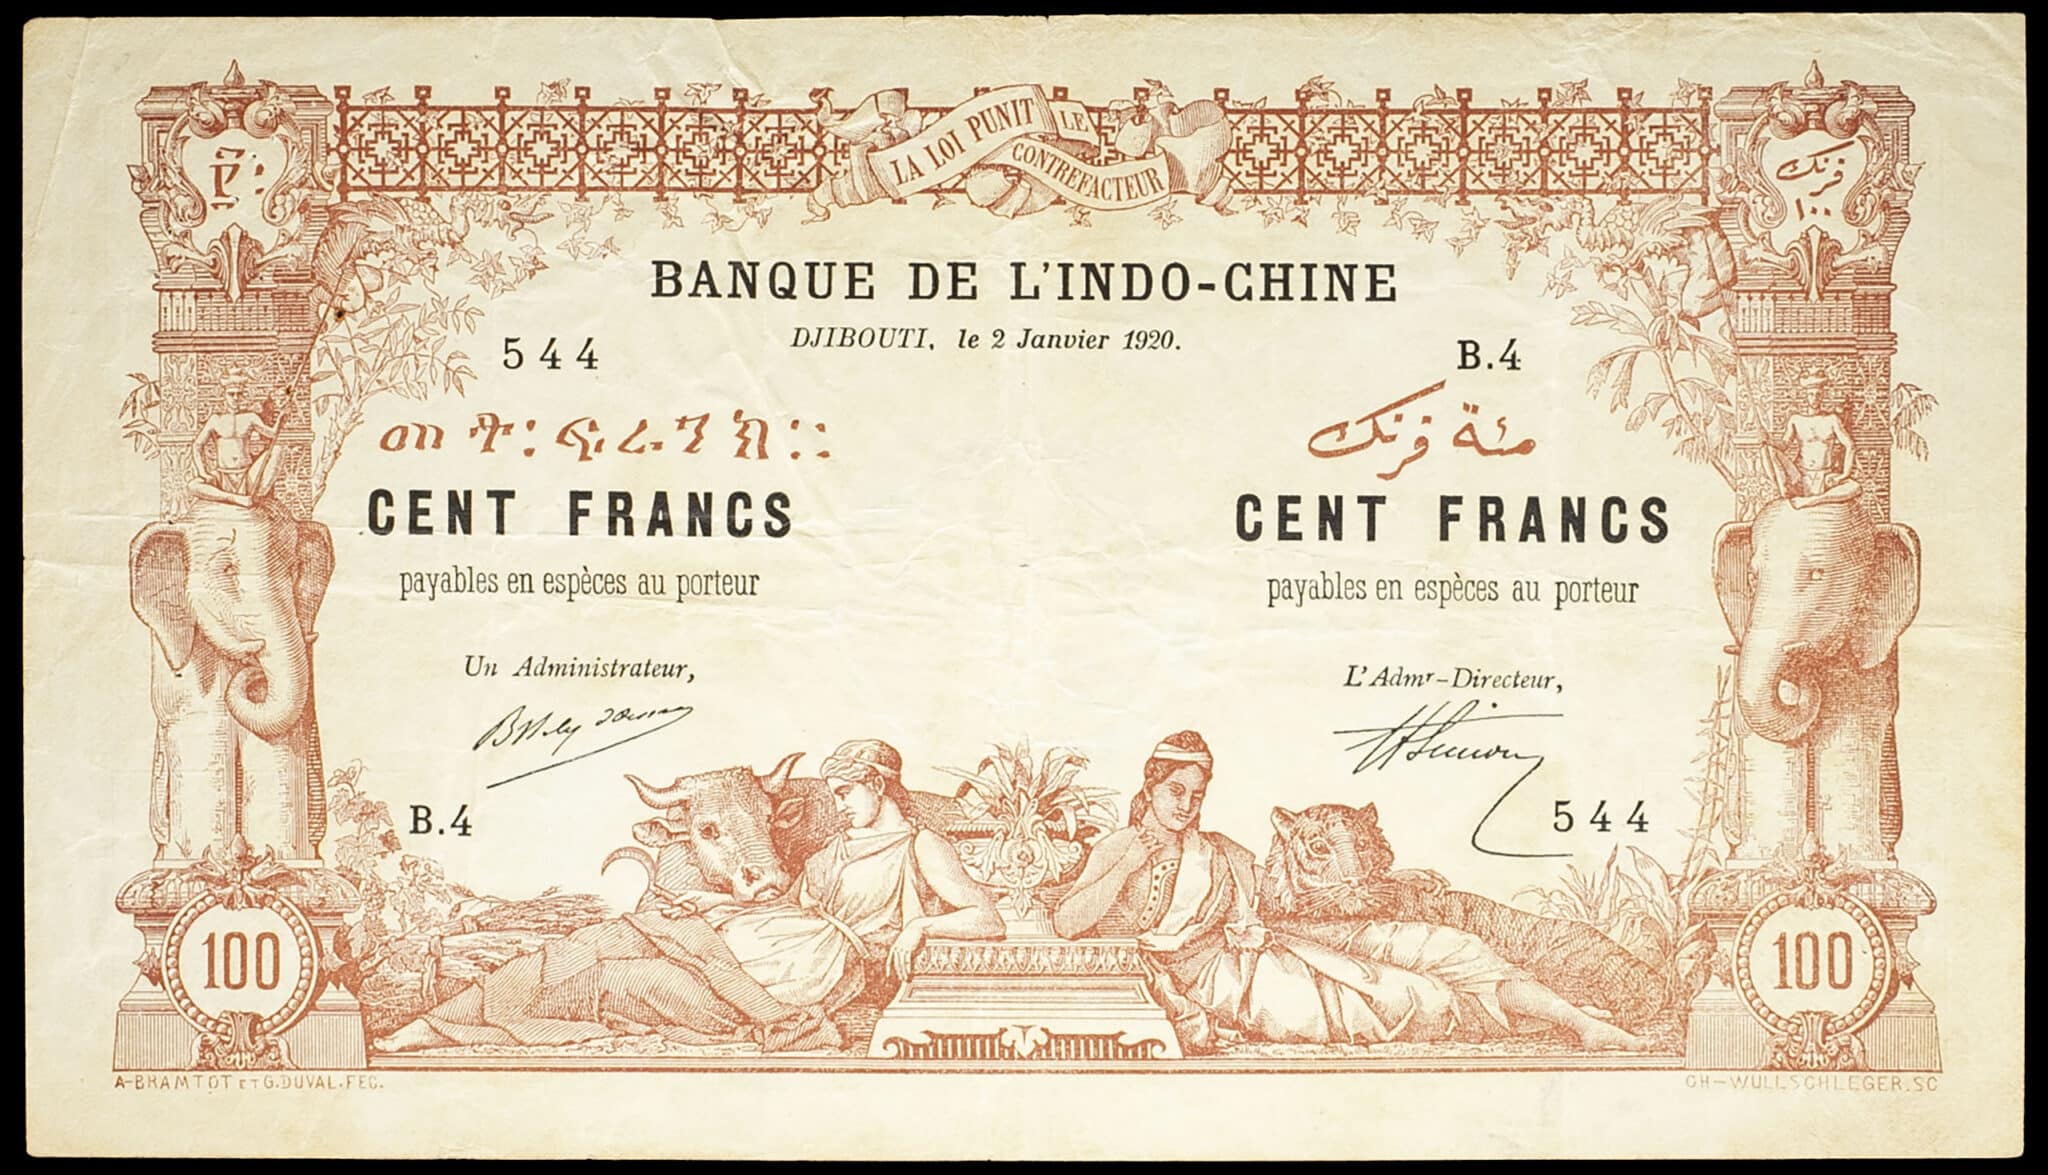 LA LOI PUNIT LE CONTREFACTEUR
፻፡
فرنك
١٠٠
BANQUE DE L'INDO-CHINE
DJIBOUTI, le 2 Janvier 1920.
544
B.4
መቶ፡ፍራንክ፡፡
مئة فرنك
CENT FRANCS
CENT FRANCS
payables en espèces au porteur
payables en espèces au porteur
Un Administrateur,
L'Admr-Directeur,
B.4
544
100
100
A-BRAMTOT ET G.DUVAL.FEC.
CH-WULLSCHLEGER.SC